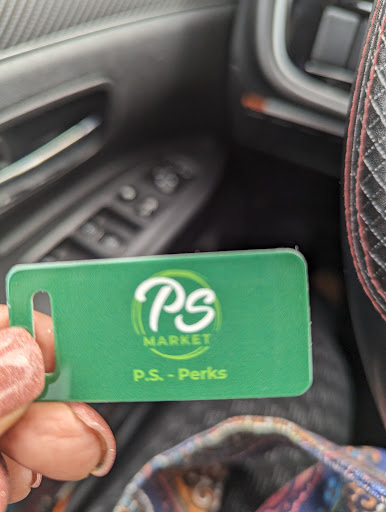 PS
MARKET
P.S. - Perks